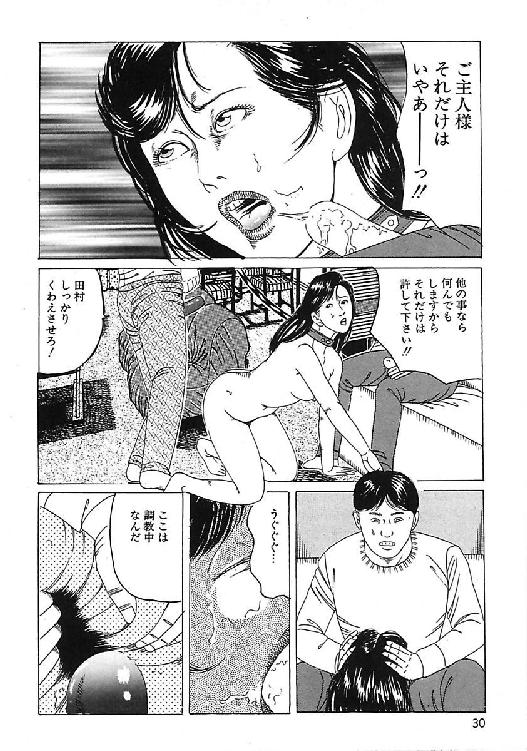 ご主人様
それだけは
いやあ――っ!!
他の事なら
何んでも
しますから
それだけは
許して下さい!!
田村
しっかり
くわえさせろ!
うぐぐぐ…
ここは
調教中
なんだ
30